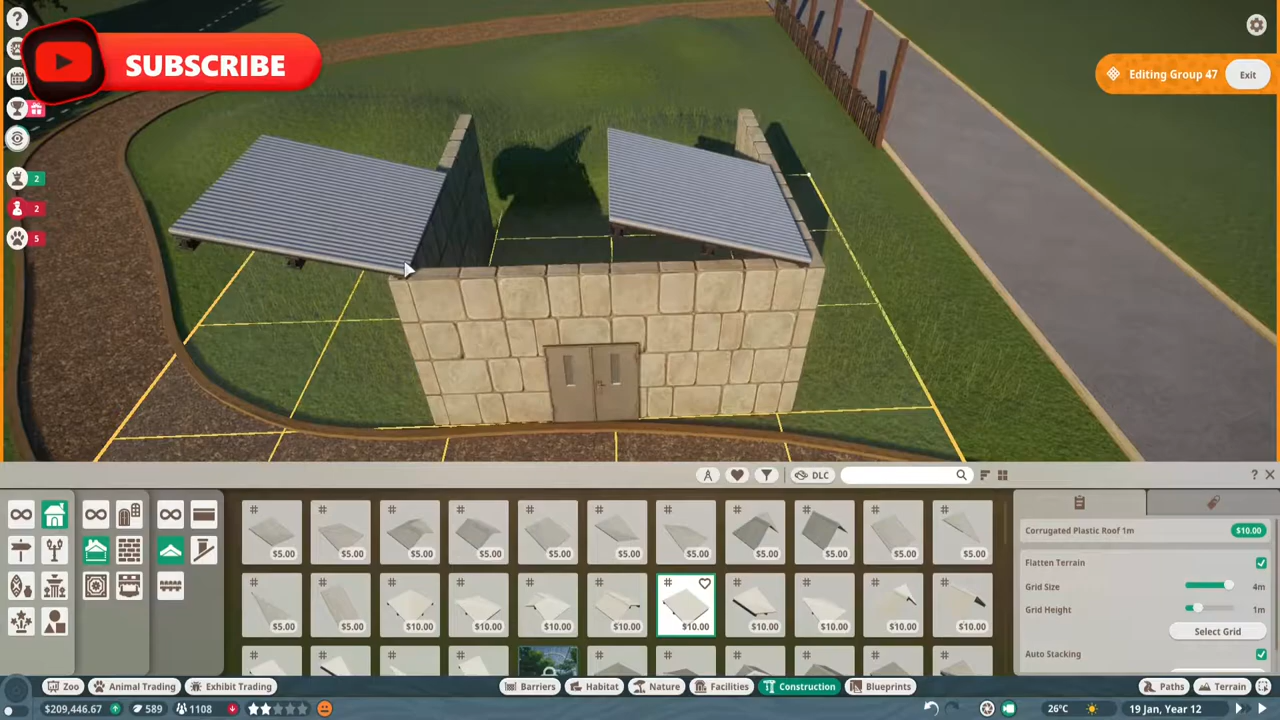 SUBSCRIBE
Editing Group 47
Exit
2
2
5
DLC
?
$5.00 $5.00 $5.00 $5.00 $5.00 $5.00 $5.00 $5.00 $5.00 $5.00 $5.00
Corrugated Plastic Roof 1m $10.00
Flatten Terrain
Grid Size 4m
Grid Height 1m
Select Grid
Auto Stacking
$5.00 $5.00 $10.00 $10.00 $10.00 $10.00 $10.00 $10.00 $10.00 $10.00 $10.00
Zoo Animal Trading Exhibit Trading Barriers Habitat Nature Facilities Construction Blueprints Paths Terrain
$209,446.67 589 1108 26°C 19 Jan, Year 12